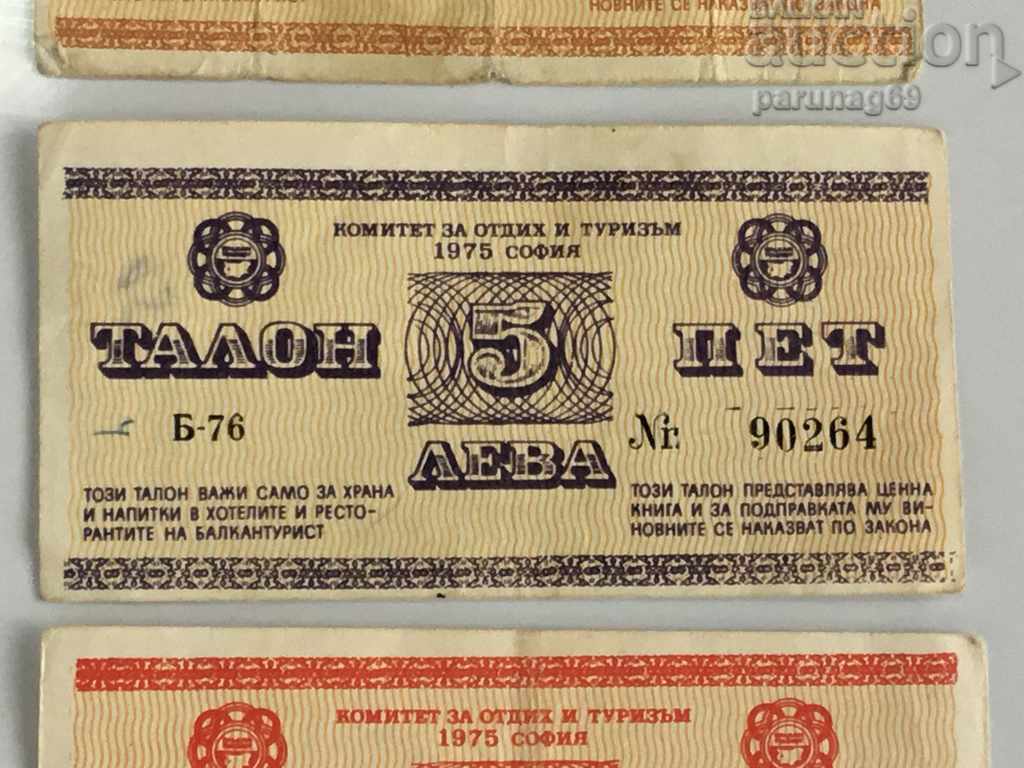 НОВНИТЕ СЕ НАКАЗВАТ ПО ЗАКОНА
auction
parunag69
КОМИТЕТ ЗА ОТДИХ И ТУРИЗЪМ
1975 СОФИЯ
ТАЛОН 5 ПЕТ
ЛЕВА
Б-76
Nr. 90264
ТОЗИ ТАЛОН ВАЖИ САМО ЗА ХРАНА
И НАПИТКИ В ХОТЕЛИТЕ И РЕСТО-
РАНТИТЕ НА БАЛКАНТУРИСТ
ТОЗИ ТАЛОН ПРЕДСТАВЛЯВА ЦЕННА
КНИГА И ЗА ПОДПРАВКАТА МУ ВИ-
НОВНИТЕ СЕ НАКАЗВАТ ПО ЗАКОНА
КОМИТЕТ ЗА ОТДИХ И ТУРИЗЪМ
1975 СОФИЯ